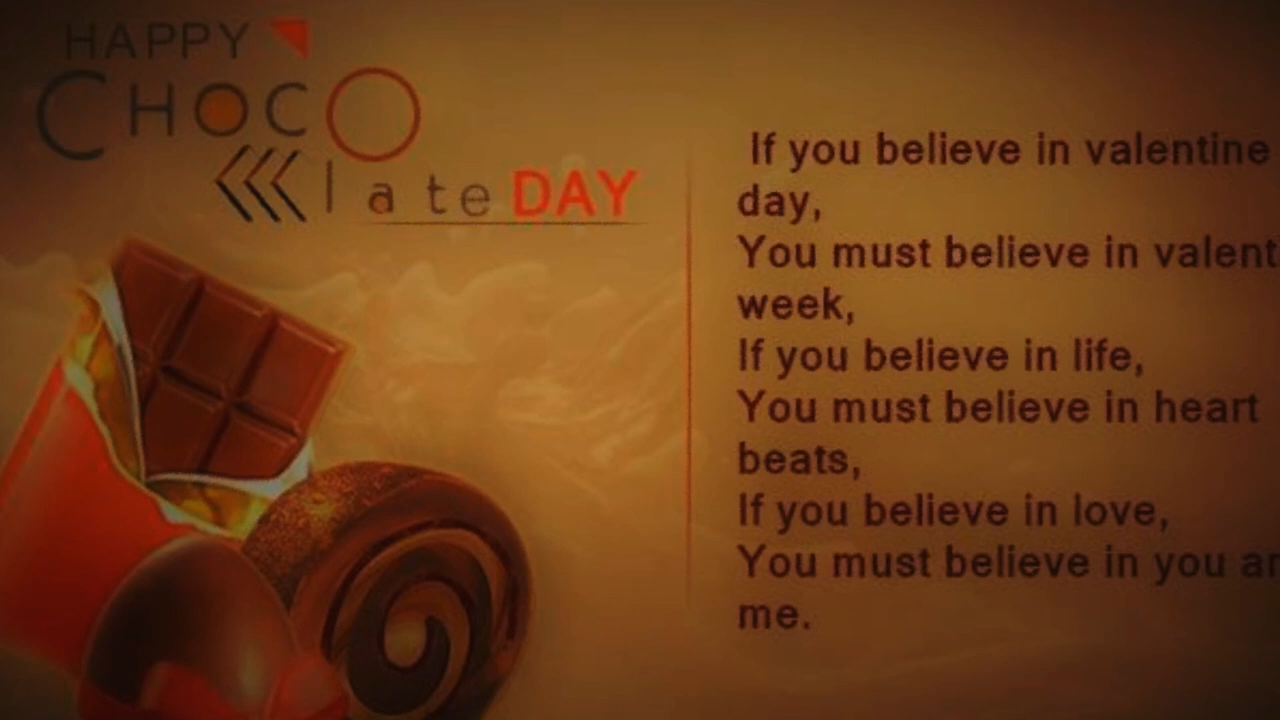 HAPPY
CHOCO
late DAY
If you believe in valentine
day,
You must believe in valent
week,
If you believe in life,
You must believe in heart
beats,
If you believe in love,
You must believe in you
me.